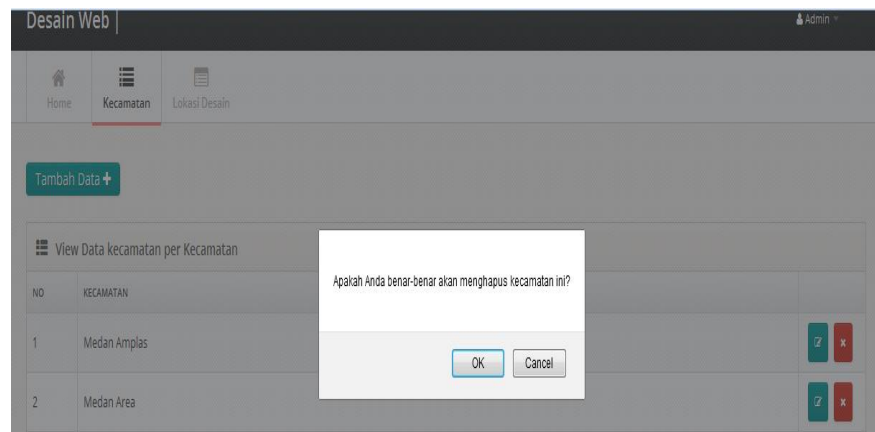 Desain Web |
Admin
Home
Kecamatan
Lokasi Desain
Tambah Data +
View Data kecamatan per Kecamatan
NO KECAMATAN
Apakah Anda benar-benar akan menghapus kecamatan ini?
OK Cancel
1 Medan Amplas
2 Medan Area